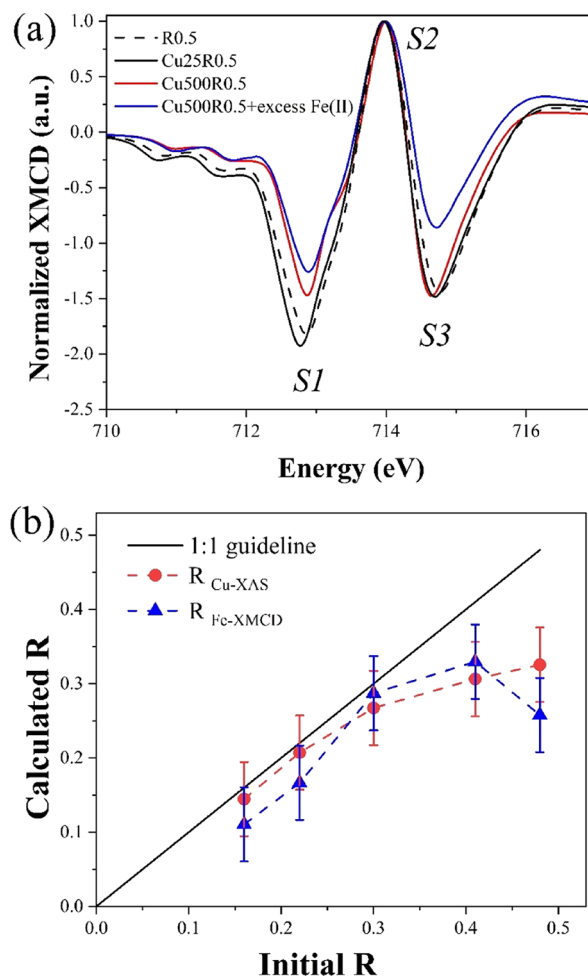 (a)
R0.5
Cu25R0.5
Cu500R0.5
Cu500R0.5+excess Fe(II)
S2
S1
S3
Normalized XMCD (a.u.)
1.0
0.5
0.0
-0.5
-1.0
-1.5
-2.0
-2.5
710
712
714
716
Energy (eV)
(b)
1:1 guideline
R Cu-XAS
R Fe-XMCD
Calculated R
0.5
0.4
0.3
0.2
0.1
0.0
0.0
0.1
0.2
0.3
0.4
0.5
Initial R